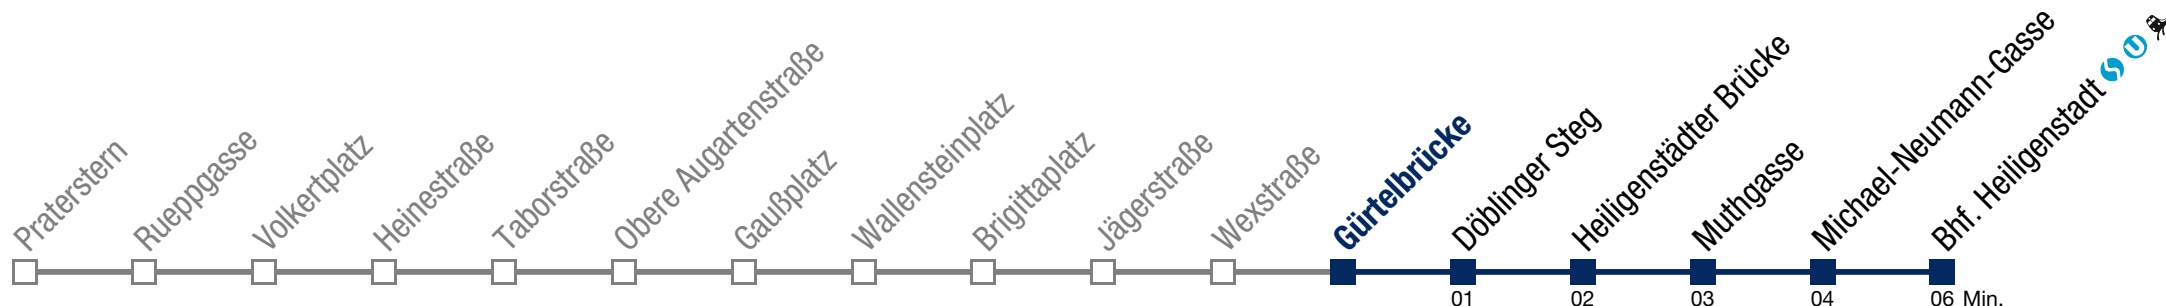 Praterstern
Rueppgasse
Volkertplatz
Heinestraße
Taborstraße
Obere Augartenstraße
Gaußplatz
Wallensteinplatz
Brigittaplatz
Jägerstraße
Wexstraße
Gürtelbrücke
Döblinger Steg
Heiligenstädter Brücke
Muthgasse
Michael-Neumann-Gasse
Bhf. Heiligenstadt S U
01 02 03 04 06 Min.